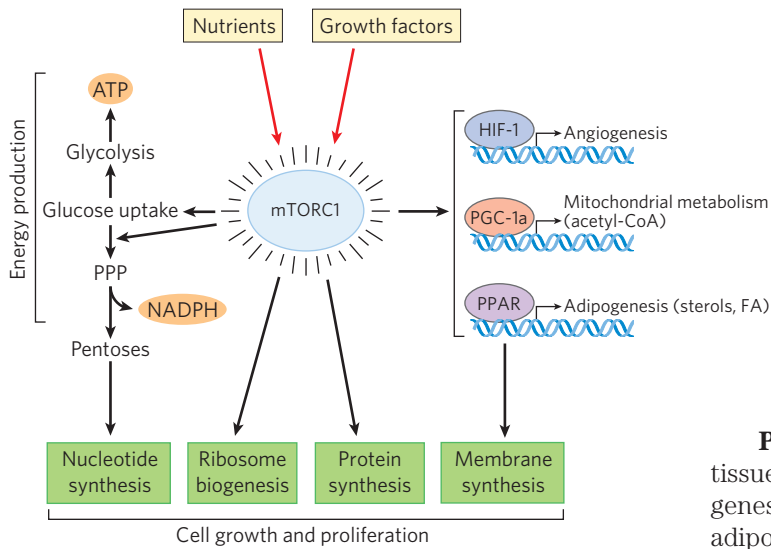 Nutrients
Growth factors
Energy production
ATP
Glycolysis
Glucose uptake
PPP
NADPH
Pentoses
mTORC1
HIF-1
Angiogenesis
PGC-1a
Mitochondrial metabolism
(acetyl-CoA)
PPAR
Adipogenesis (sterols, FA)
Nucleotide
synthesis
Ribosome
biogenesis
Protein
synthesis
Membrane
synthesis
Cell growth and proliferation
P
tissue
genes
adipo